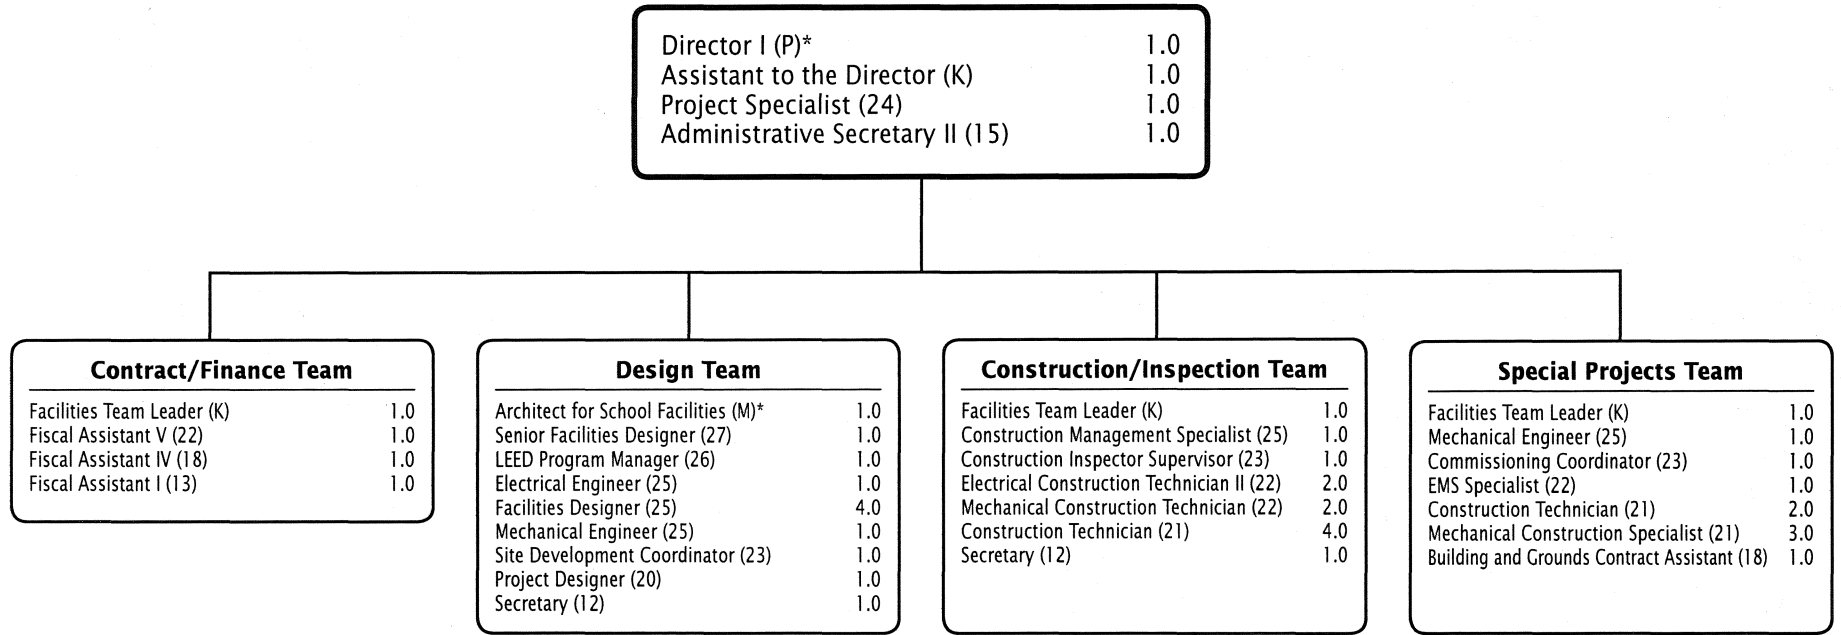 Director I (P)* 1.0
Assistant to the Director (K) 1.0
Project Specialist (24) 1.0
Administrative Secretary II (15) 1.0
Contract/Finance Team
Facilities Team Leader (K) 1.0
Fiscal Assistant V (22) 1.0
Fiscal Assistant IV (18) 1.0
Fiscal Assistant I (13) 1.0
Design Team
Architect for School Facilities (M)* 1.0
Senior Facilities Designer (27) 1.0
LEED Program Manager (26) 1.0
Electrical Engineer (25) 1.0
Facilities Designer (25) 4.0
Mechanical Engineer (25) 1.0
Site Development Coordinator (23) 1.0
Project Designer (20) 1.0
Secretary (12) 1.0
Construction/Inspection Team
Facilities Team Leader (K) 1.0
Construction Management Specialist (25) 1.0
Construction Inspector Supervisor (23) 1.0
Electrical Construction Technician II (22) 2.0
Mechanical Construction Technician (22) 2.0
Construction Technician (21) 4.0
Secretary (12) 1.0
Special Projects Team
Facilities Team Leader (K) 1.0
Mechanical Engineer (25) 1.0
Commissioning Coordinator (23) 1.0
EMS Specialist (22) 1.0
Construction Technician (21) 2.0
Mechanical Construction Specialist (21) 3.0
Building and Grounds Contract Assistant (18) 1.0